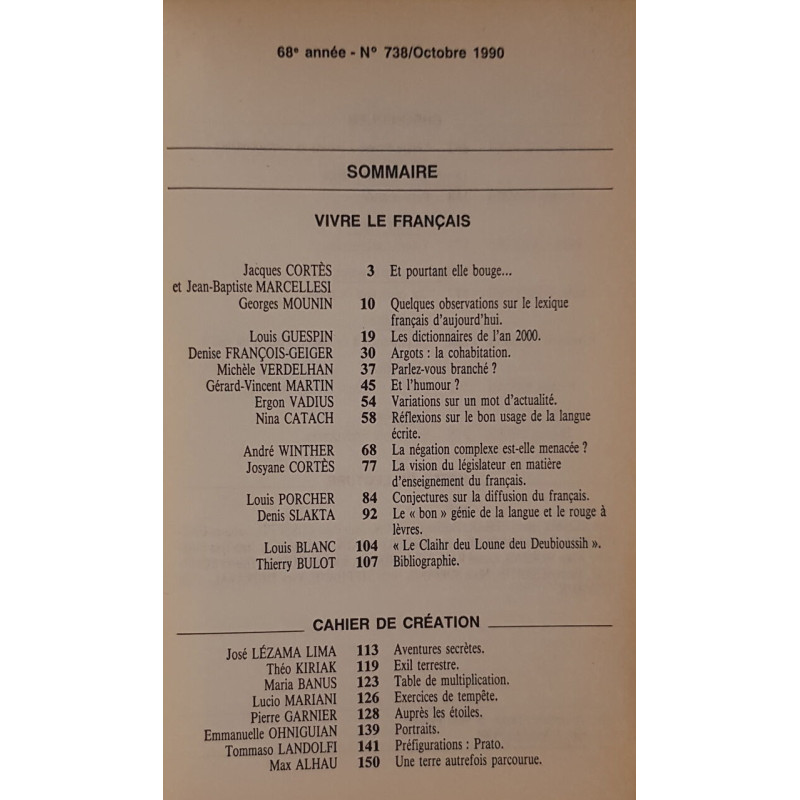 68e année - N° 738/Octobre 1990
SOMMAIRE
VIVRE LE FRANÇAIS
Jacques CORTÈS 3 Et pourtant elle bouge...
et Jean-Baptiste MARCELLESI
Georges MOUNIN 10 Quelques observations sur le lexique
français d'aujourd'hui.
Louis GUESPIN 19 Les dictionnaires de l'an 2000.
Denise FRANÇOIS-GEIGER 30 Argots : la cohabitation.
Michèle VERDELHAN 37 Parlez-vous branché ?
Gérard-Vincent MARTIN 45 Et l'humour ?
Ergon VADIUS 54 Variations sur un mot d'actualité.
Nina CATACH 58 Réflexions sur le bon usage de la langue
écrite.
André WINTHER 68 La négation complexe est-elle menacée ?
Josyane CORTÈS 77 La vision du législateur en matière
d'enseignement du français.
Louis PORCHER 84 Conjectures sur la diffusion du français.
Denis SLAKTA 92 Le « bon » génie de la langue et le rouge à
lèvres.
Louis BLANC 104 « Le Claihr deu Loune deu Deubioussih ».
Thierry BULOT 107 Bibliographie.
CAHIER DE CRÉATION
José LÉZAMA LIMA 113 Aventures secrètes.
Théo KIRIAK 119 Exil terrestre.
Maria BANUS 123 Table de multiplication.
Lucio MARIANI 126 Exercices de tempête.
Pierre GARNIER 128 Auprès les étoiles.
Emmanuelle OHNIGUIAN 139 Portraits.
Tommaso LANDOLFI 141 Préfigurations : Prato.
Max ALHAU 150 Une terre autrefois parcourue.